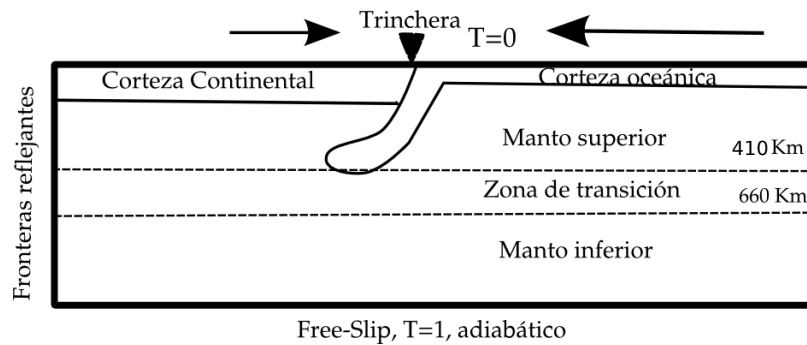 Trinchera
T=0
Corteza Continental
Corteza oceánica
Fronteras reflejantes
Manto superior
410 Km
Zona de transición
660 Km
Manto inferior
Free-Slip, T=1, adiabático